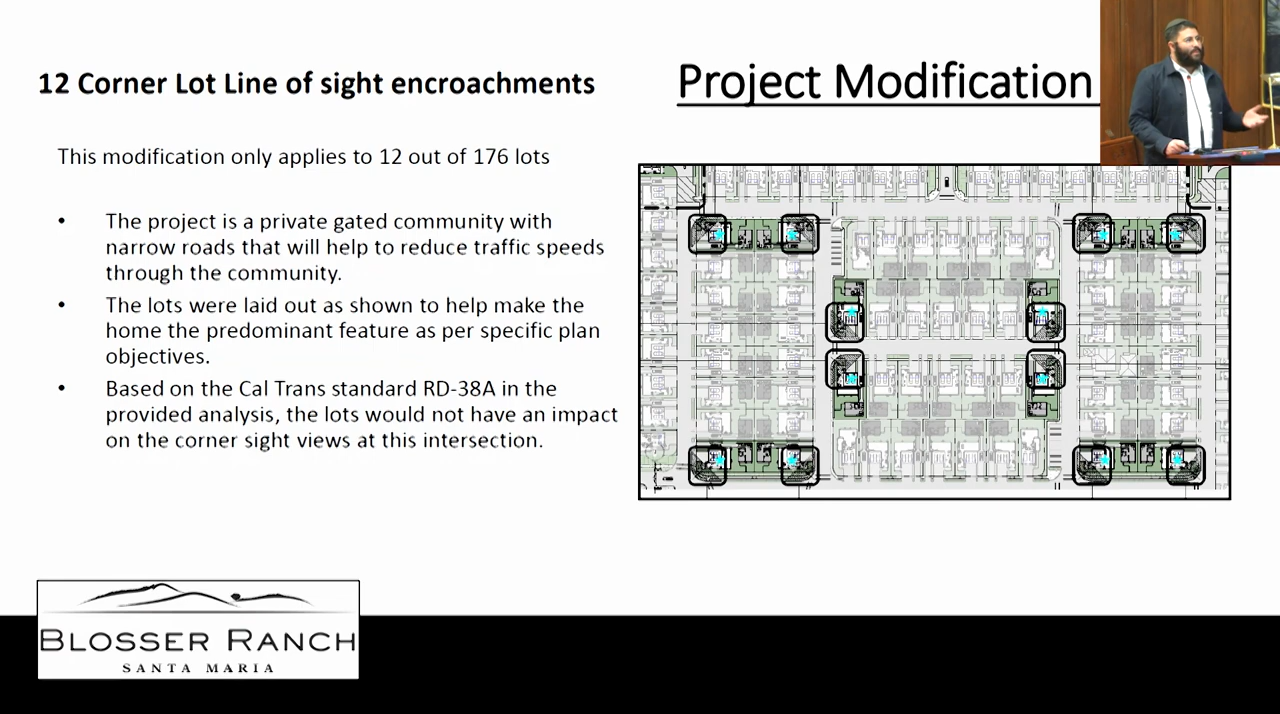 12 Corner Lot Line of sight encroachments
Project Modification
This modification only applies to 12 out of 176 lots
• The project is a private gated community with
narrow roads that will help to reduce traffic speeds
through the community.
• The lots were laid out as shown to help make the
home the predominant feature as per specific plan
objectives.
• Based on the Cal Trans standard RD-38A in the
provided analysis, the lots would not have an impact
on the corner sight views at this intersection.
BLOSSER RANCH
SANTA MARIA